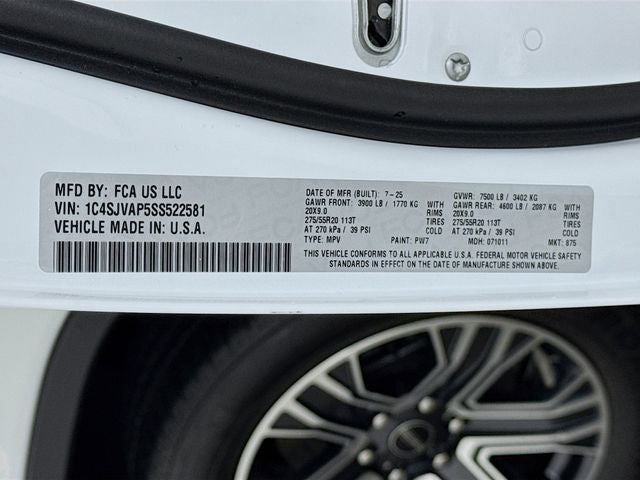 MFD BY: FCA US LLC
VIN: 1C4SJVAP5SS522581
VEHICLE MADE IN: U.S.A.
DATE OF MFR (BUILT): 7-25 GVWR: 7500 LB / 3402 KG
GAWR FRONT: 3900 LB / 1770 KG GAWR REAR: 4600 LB / 2087 KG
20X9.0 RIMS 20X9.0 RIMS
275/55R20 113T TIRES 275/55R20 113T TIRES
AT 270 kPa / 39 PSI COLD AT 270 kPa / 39 PSI COLD
TYPE: MPV PAINT: PW7 MDH: 071011 MKT: 875
THIS VEHICLE CONFORMS TO ALL APPLICABLE U.S.A. FEDERAL MOTOR VEHICLE SAFETY
STANDARDS IN EFFECT ON THE DATE OF MANUFACTURE SHOWN ABOVE.